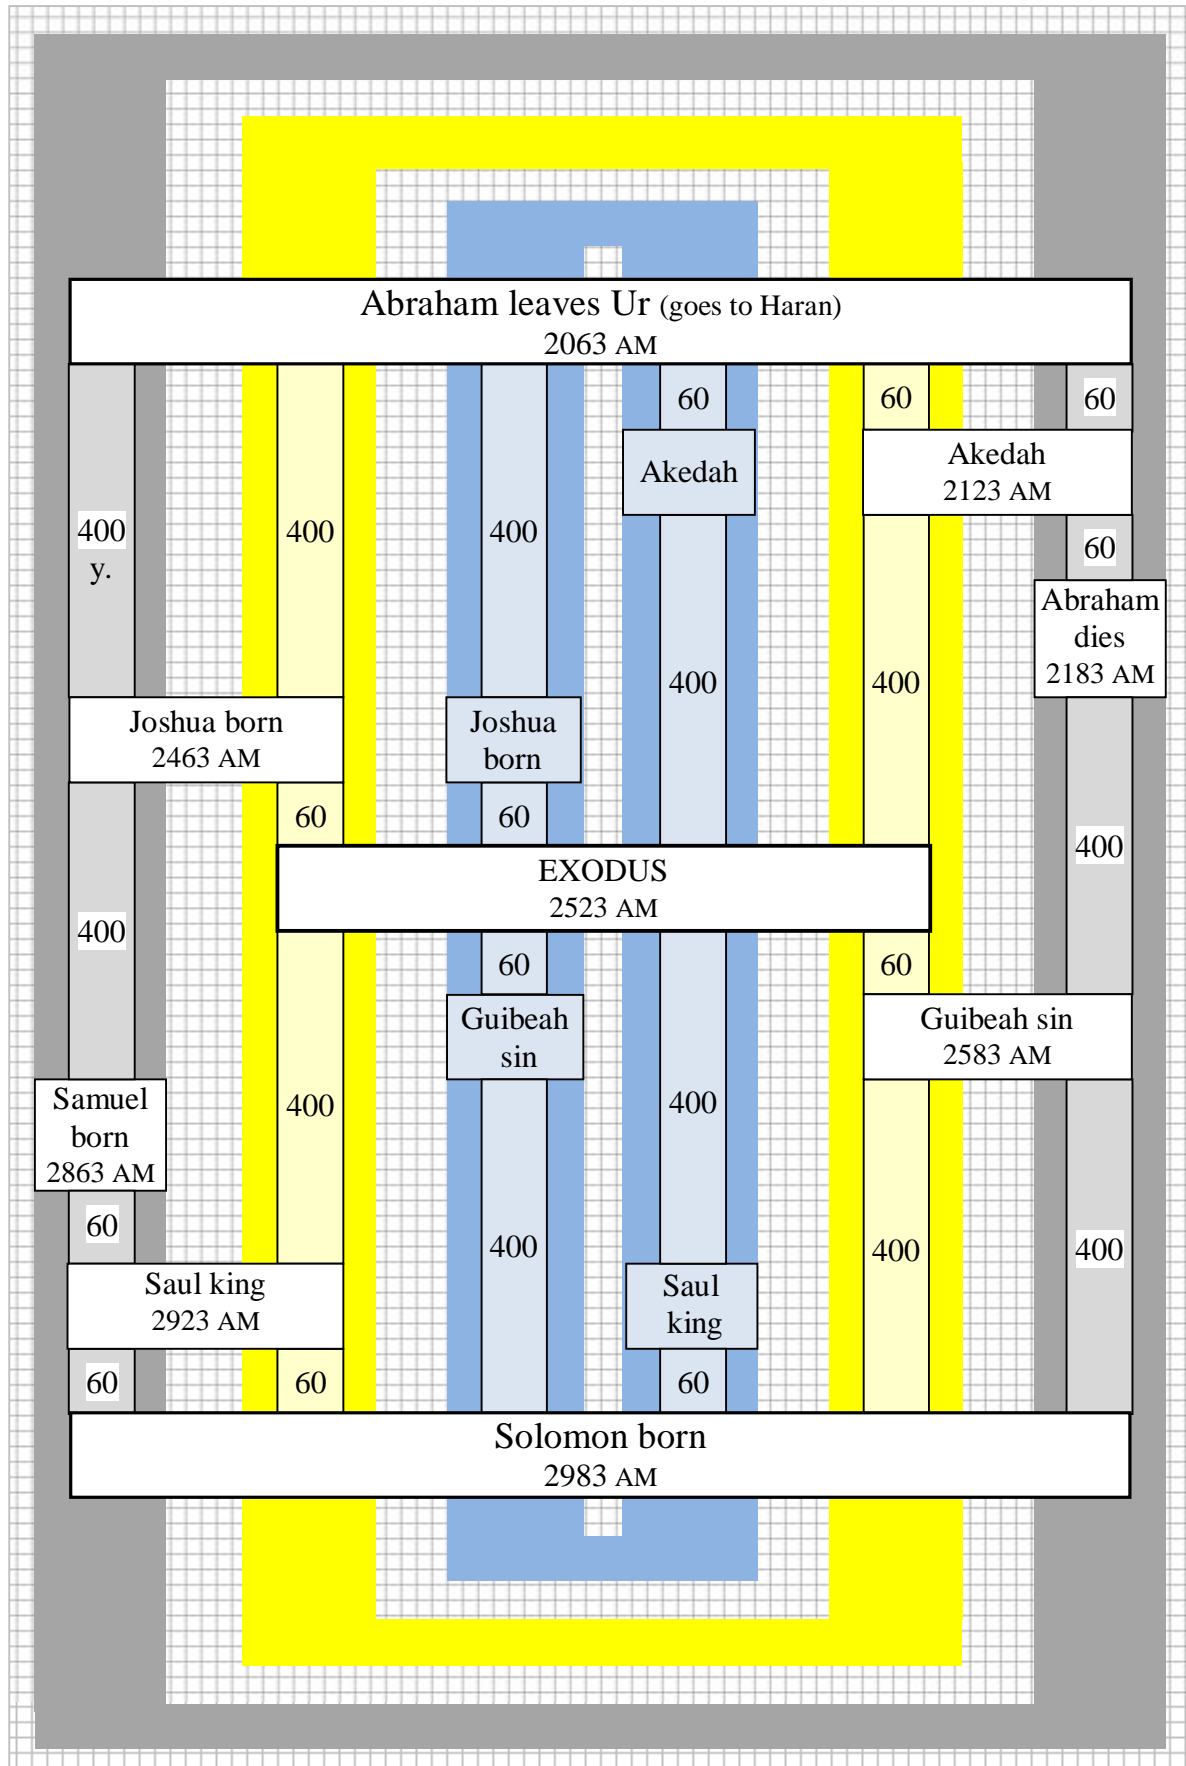 Abraham leaves Ur (goes to Haran)
2063 AM
60
60
60
Akedah
Akedah
2123 AM
400
y.
400
400
60
Abraham
dies
2183 AM
400
400
Joshua born
2463 AM
Joshua
born
60
60
400
EXODUS
2523 AM
400
60
60
Guibeah
sin
Guibeah sin
2583 AM
Samuel
born
2863 AM
400
400
60
400
400
400
Saul king
2923 AM
Saul
king
60
60
60
Solomon born
2983 AM